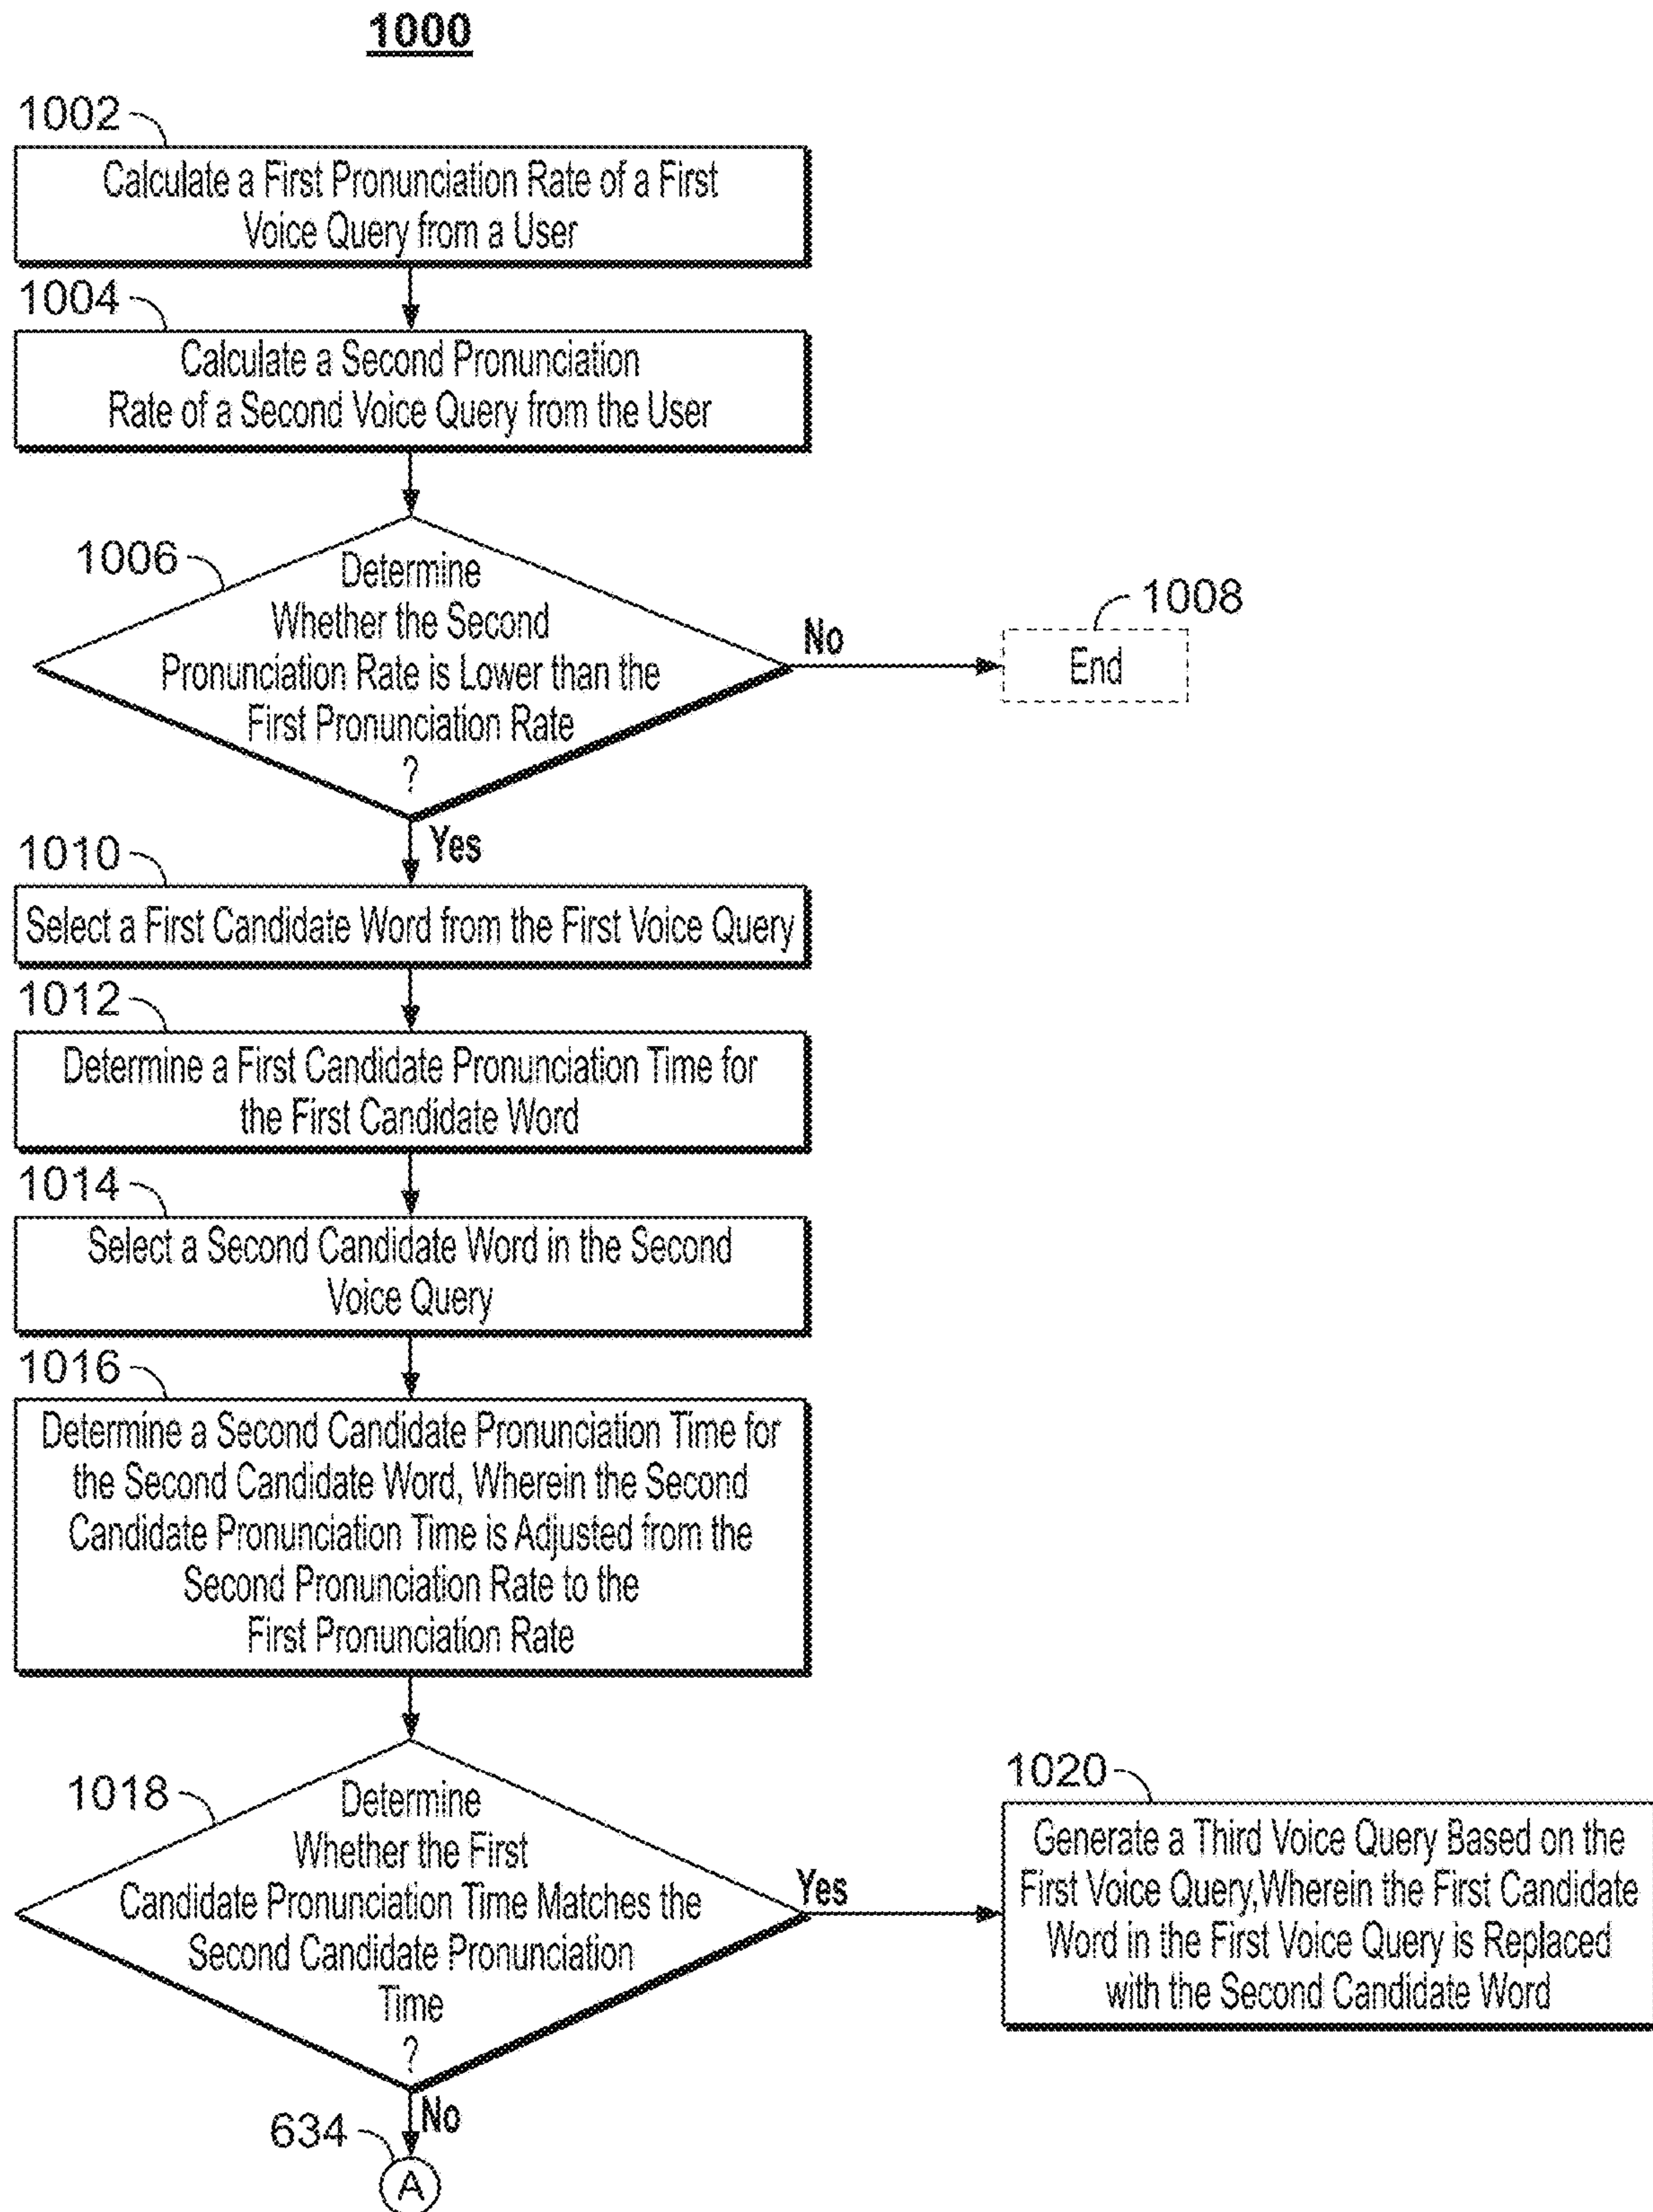 1000
1002
Calculate a First Pronunciation Rate of a First
Voice Query from a User
1004
Calculate a Second Pronunciation
Rate of a Second Voice Query from the User
1006
Determine
Whether the Second
Pronunciation Rate is Lower than the
First Pronunciation Rate
?
No
1008
End
Yes
1010
Select a First Candidate Word from the First Voice Query
1012
Determine a First Candidate Pronunciation Time for
the First Candidate Word
1014
Select a Second Candidate Word in the Second
Voice Query
1016
Determine a Second Candidate Pronunciation Time for
the Second Candidate Word, Wherein the Second
Candidate Pronunciation Time is Adjusted from the
Second Pronunciation Rate to the
First Pronunciation Rate
1018
Determine
Whether the First
Candidate Pronunciation Time Matches the
Second Candidate Pronunciation
Time
?
Yes
1020
Generate a Third Voice Query Based on the
First Voice Query,Wherein the First Candidate
Word in the First Voice Query is Replaced
with the Second Candidate Word
No
634
A